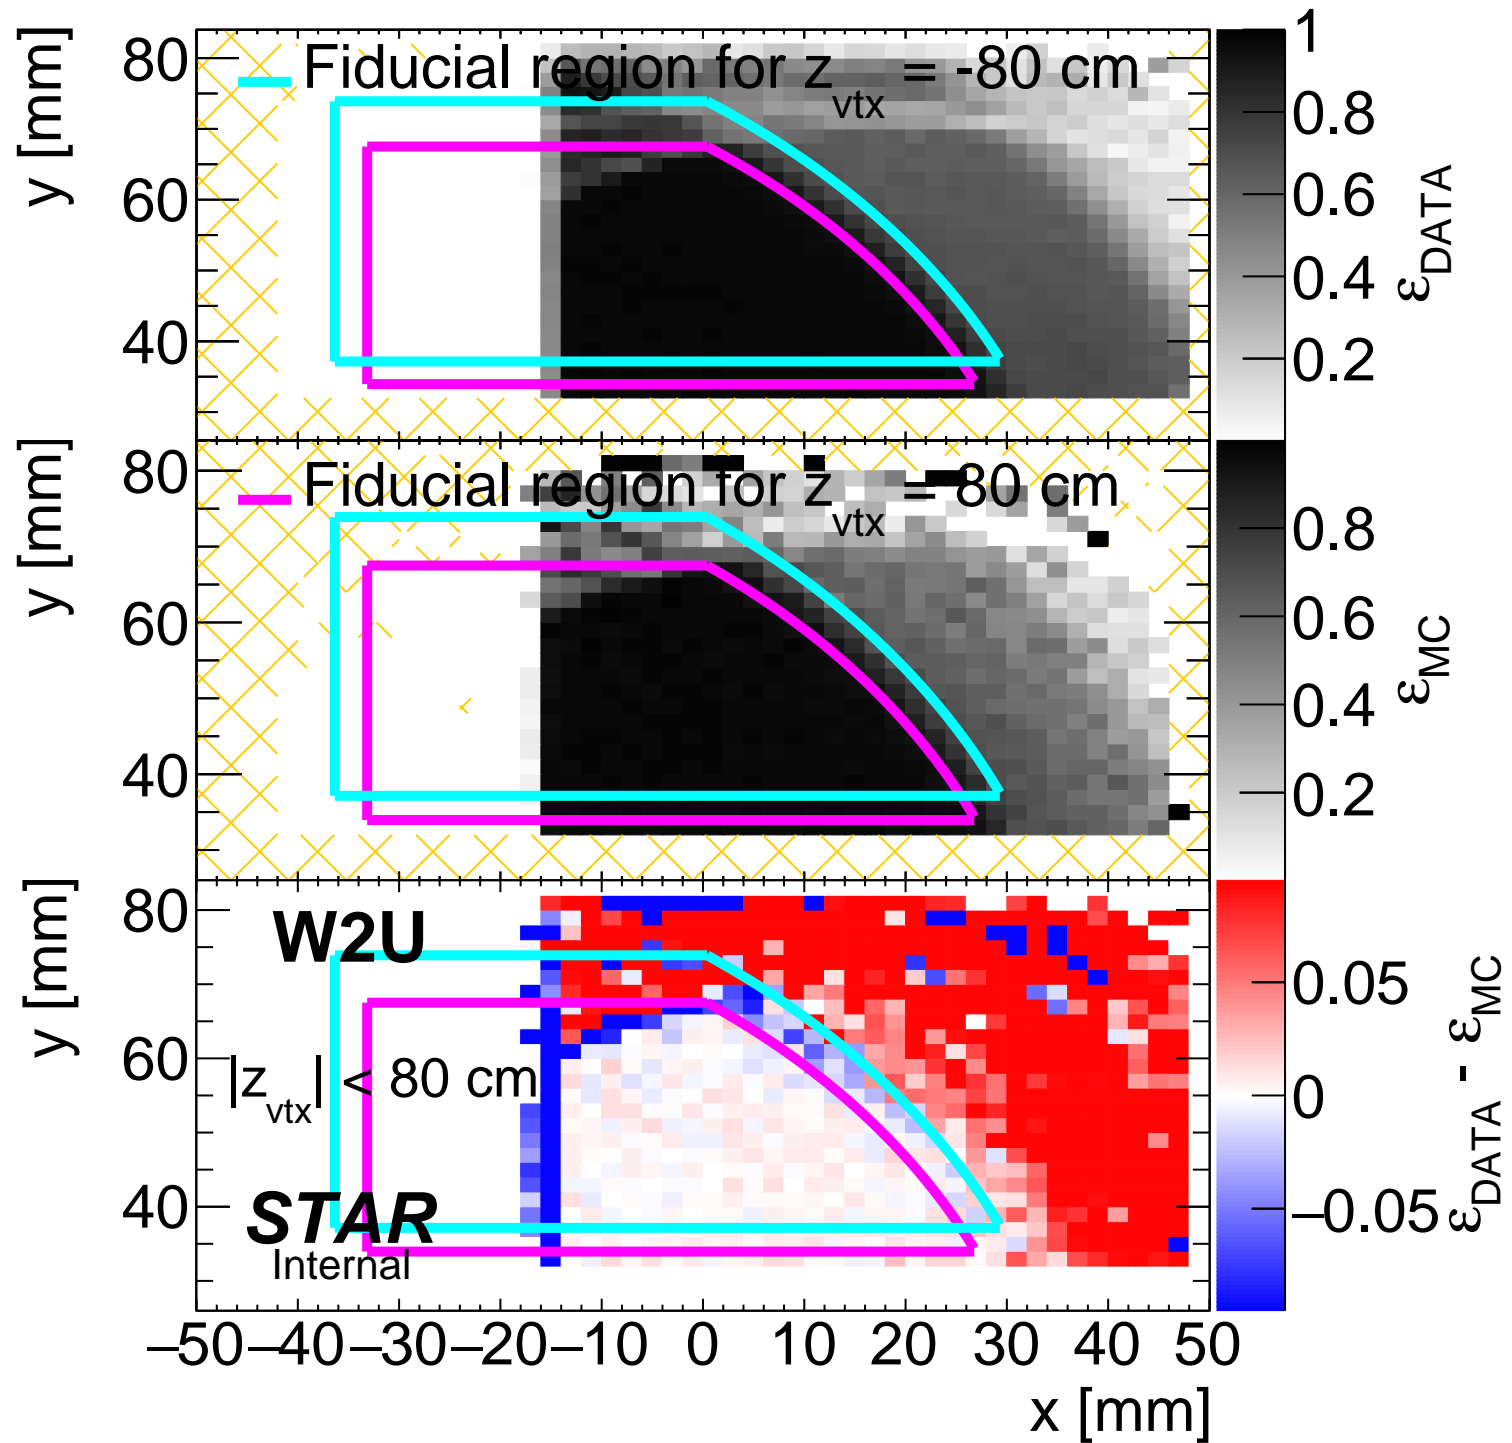 y [mm]
80
60
40
Fiducial region for z_vtx = -80 cm
1
0.8
0.6
0.4
0.2
ε_DATA
y [mm]
80
60
40
Fiducial region for z_vtx = 80 cm
0.8
0.6
0.4
0.2
ε_MC
y [mm]
80
60
40
W2U
|z_vtx| < 80 cm
STAR
Internal
0.05
0
−0.05
ε_DATA - ε_MC
−50 −40 −30 −20 −10 0 10 20 30 40 50
x [mm]